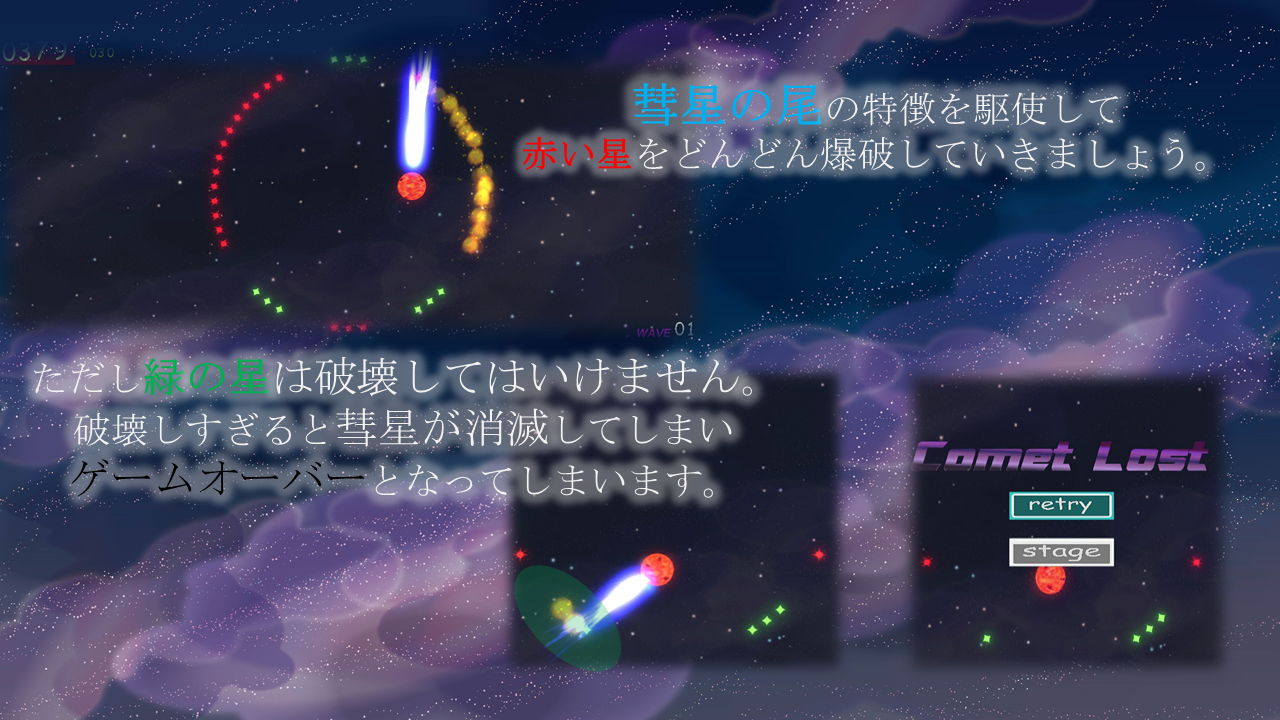 0379 030
彗星の尾の特徴を駆使して
赤い星をどんどん爆破していきましょう。
WAVE 01
ただし緑の星は破壊してはいけません。
破壊しすぎると彗星が消滅してしまい
ゲームオーバーとなってしまいます。
Comet Lost
retry
stage